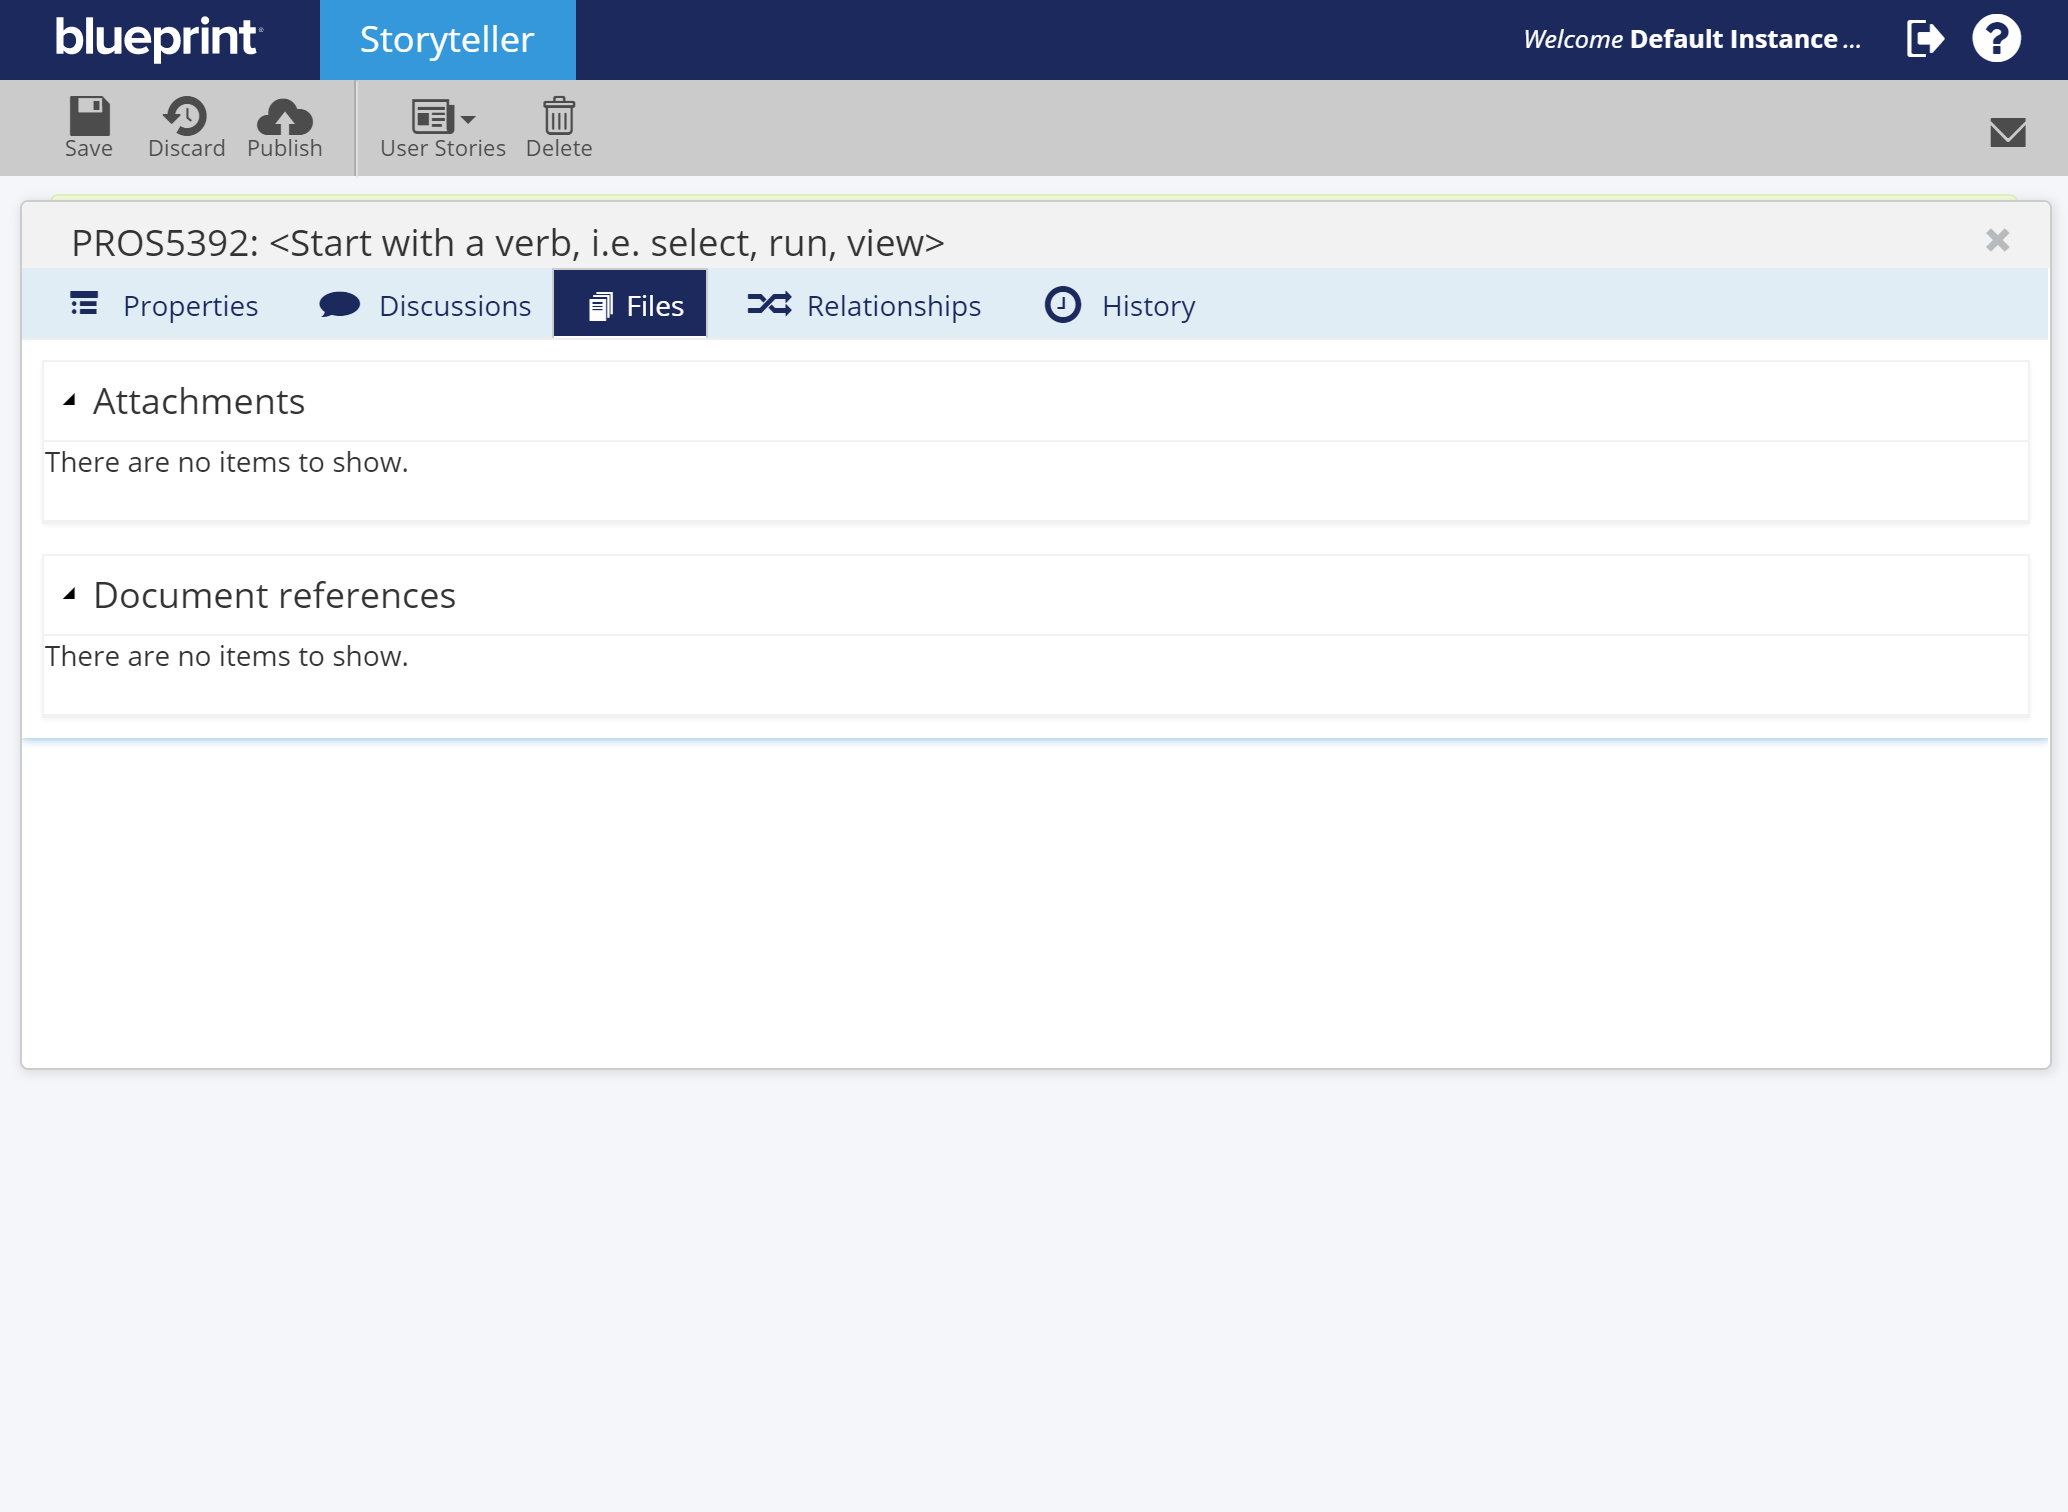 blueprint
Storyteller
Welcome Default Instance ...
Save
Discard
Publish
User Stories
Delete
PROS5392: <Start with a verb, i.e. select, run, view>
Properties
Discussions
Files
Relationships
History
Attachments
There are no items to show.
Document references
There are no items to show.